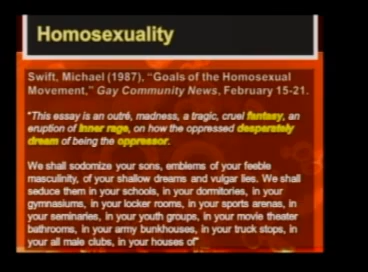 Homosexuality
Swift, Michael (1987), "Goals of the Homosexual
Movement," Gay Community News, February 15-21.
"This essay is an outré, madness, a tragic, cruel fantasy, an
eruption of inner rage, on how the oppressed desperately
dream of being the oppressor.
We shall sodomize your sons, emblems of your feeble
masculinity, of your shallow dreams and vulgar lies. We shall
seduce them in your schools, in your dormitories, in your
gymnasiums, in your locker rooms, in your sports arenas, in
your seminaries, in your youth groups, in your movie theater
bathrooms, in your army bunkhouses, in your truck stops, in
your all male clubs, in your houses of"